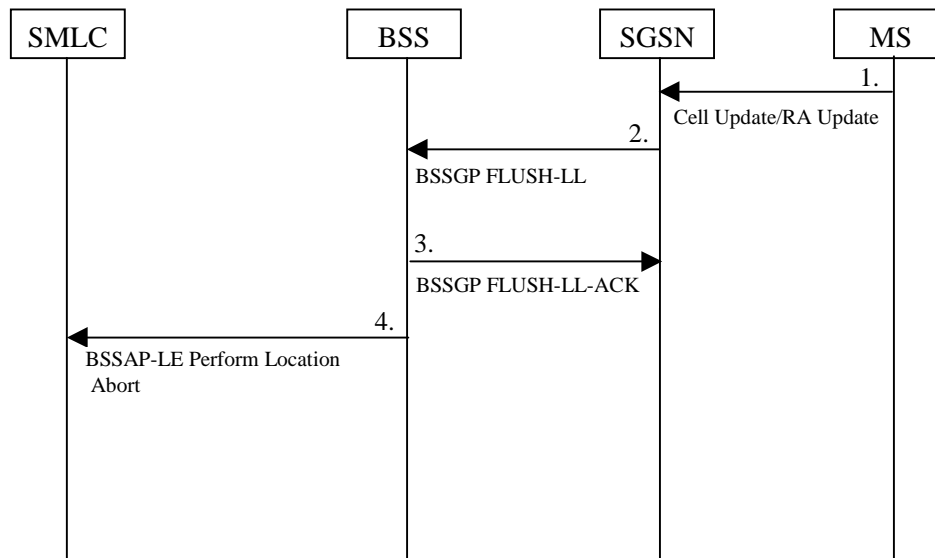 SMLC
BSS
SGSN
MS
1.
Cell Update/RA Update
2.
BSSGP FLUSH-LL
3.
BSSGP FLUSH-LL-ACK
4.
BSSAP-LE Perform Location
Abort